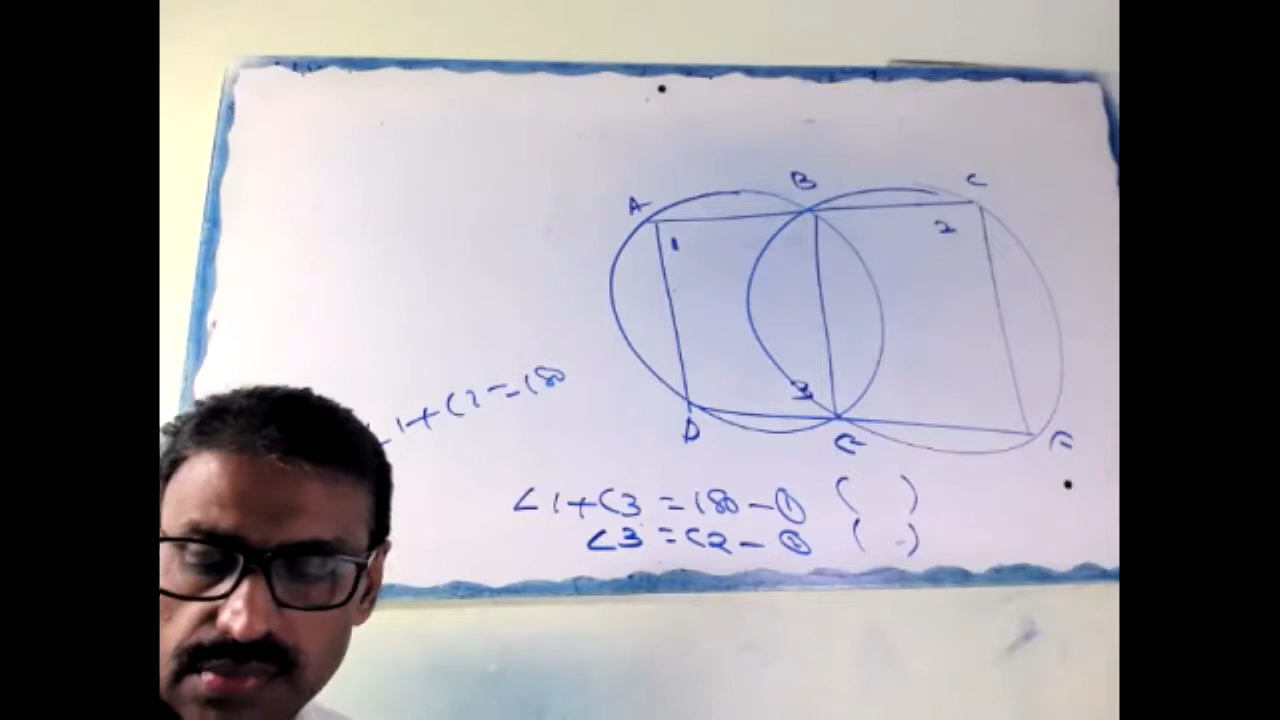 A B C
1 2
3
D E F
∠1+∠2=180
∠1+∠3=180-①( )
∠3=∠2-②( )